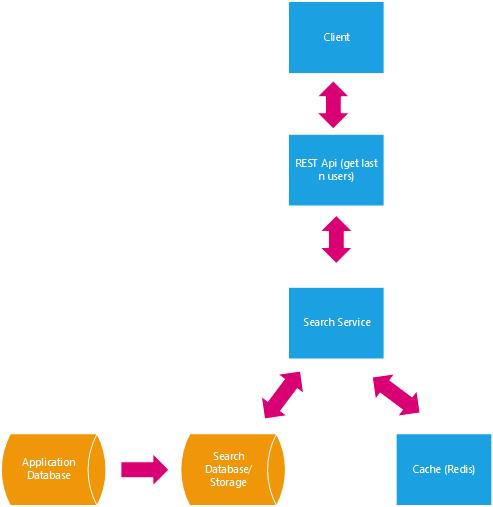 Client
REST Api (get last
n users)
Search Service
Application
Database
Search
Database/
Storage
Cache (Redis)